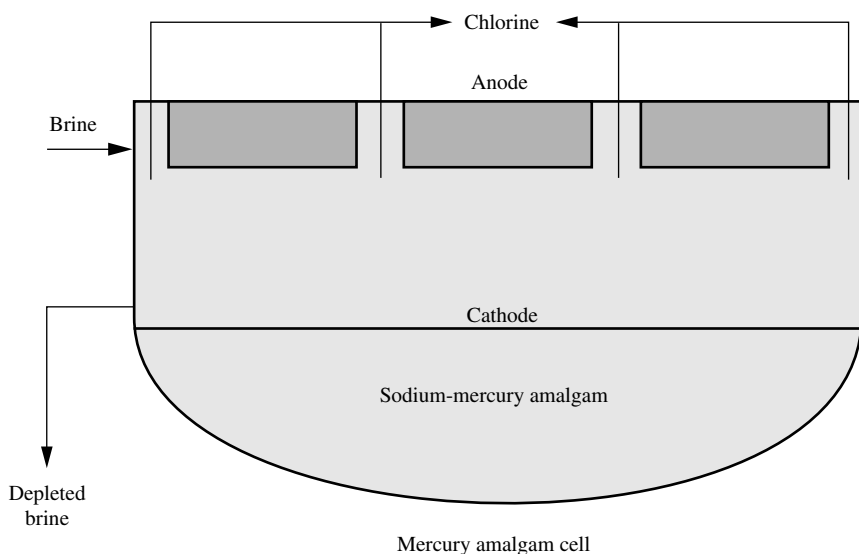 Chlorine
Anode
Brine
Cathode
Sodium-mercury amalgam
Depleted
brine
Mercury amalgam cell